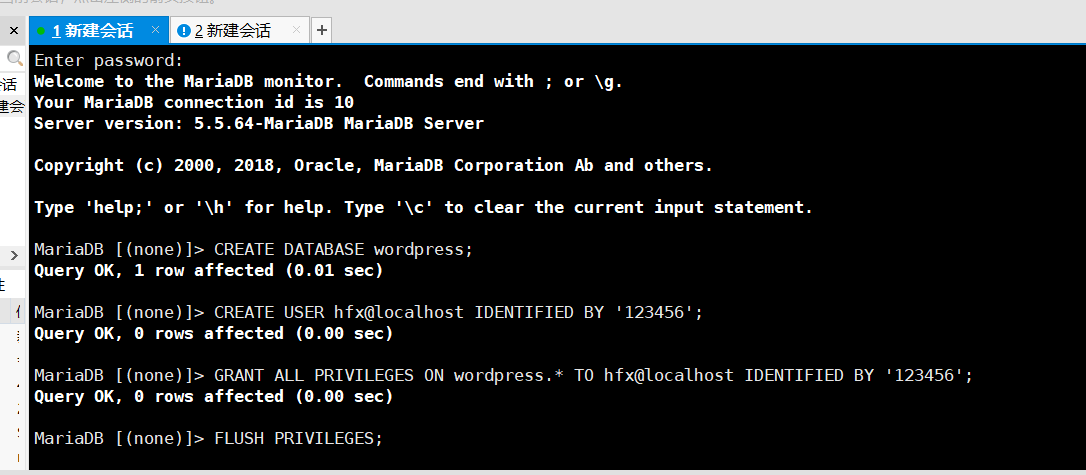 1 新建会话 × 2 新建会话 × +
话
建会
Enter password:
Welcome to the MariaDB monitor.  Commands end with ; or \g.
Your MariaDB connection id is 10
Server version: 5.5.64-MariaDB MariaDB Server
Copyright (c) 2000, 2018, Oracle, MariaDB Corporation Ab and others.
Type 'help;' or '\h' for help. Type '\c' to clear the current input statement.
MariaDB [(none)]> CREATE DATABASE wordpress;
Query OK, 1 row affected (0.01 sec)
MariaDB [(none)]> CREATE USER hfx@localhost IDENTIFIED BY '123456';
Query OK, 0 rows affected (0.00 sec)
MariaDB [(none)]> GRANT ALL PRIVILEGES ON wordpress.* TO hfx@localhost IDENTIFIED BY '123456';
Query OK, 0 rows affected (0.00 sec)
MariaDB [(none)]> FLUSH PRIVILEGES;